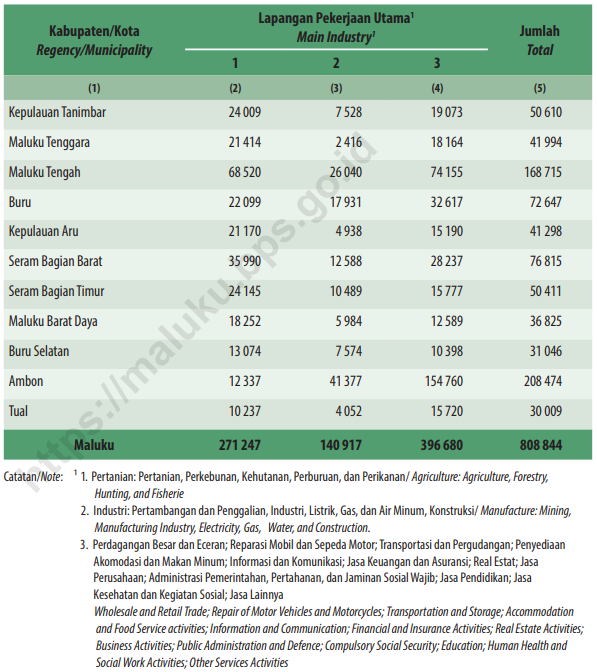 Kabupaten/Kota Regency/Municipality Lapangan Pekerjaan Utama¹ Main Industry¹ Jumlah Total
1 2 3
(1) (2) (3) (4) (5)
Kepulauan Tanimbar 24 009 7 528 19 073 50 610
Maluku Tenggara 21 414 2 416 18 164 41 994
Maluku Tengah 68 520 26 040 74 155 168 715
Buru 22 099 17 931 32 617 72 647
Kepulauan Aru 21 170 4 938 15 190 41 298
Seram Bagian Barat 35 990 12 588 28 237 76 815
Seram Bagian Timur 24 145 10 489 15 777 50 411
Maluku Barat Daya 18 252 5 984 12 589 36 825
Buru Selatan 13 074 7 574 10 398 31 046
Ambon 12 337 41 377 154 760 208 474
Tual 10 237 4 052 15 720 30 009
Maluku 271 247 140 917 396 680 808 844
Catatan/Note: ¹ 1. Pertanian: Pertanian, Perkebunan, Kehutanan, Perburuan, dan Perikanan/ Agriculture: Agriculture, Forestry,
Hunting, and Fisherie
2. Industri: Pertambangan dan Penggalian, Industri, Listrik, Gas, dan Air Minum, Konstruksi/ Manufacture: Mining,
Manufacturing Industry, Electricity, Gas, Water, and Construction.
3. Perdagangan Besar dan Eceran; Reparasi Mobil dan Sepeda Motor; Transportasi dan Pergudangan; Penyediaan
Akomodasi dan Makan Minum; Informasi dan Komunikasi; Jasa Keuangan dan Asuransi; Real Estat; Jasa
Perusahaan; Administrasi Pemerintahan, Pertahanan, dan Jaminan Sosial Wajib; Jasa Pendidikan; Jasa
Kesehatan dan Kegiatan Sosial; Jasa Lainnya
Wholesale and Retail Trade; Repair of Motor Vehicles and Motorcycles; Transportation and Storage; Accommodation
and Food Service activities; Information and Communication; Financial and Insurance Activities; Real Estate Activities;
Business Activities; Public Administration and Defence; Compulsory Social Security; Education; Human Health and
Social Work Activities; Other Services Activities
https://maluku.bps.go.id